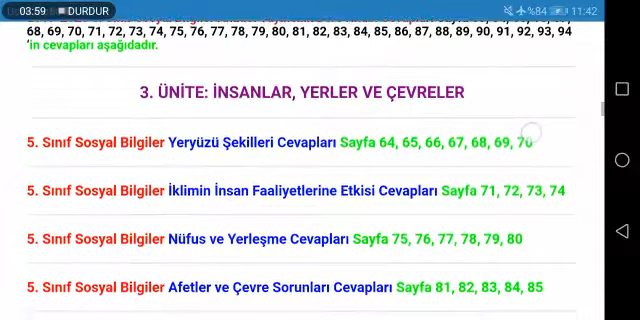 03:59 DURDUR %84 11:42
68, 69, 70, 71, 72, 73, 74, 75, 76, 77, 78, 79, 80, 81, 82, 83, 84, 85, 86, 87, 88, 89, 90, 91, 92, 93, 94
'in cevapları aşağıdadır.
3. ÜNİTE: İNSANLAR, YERLER VE ÇEVRELER
5. Sınıf Sosyal Bilgiler Yeryüzü Şekilleri Cevapları Sayfa 64, 65, 66, 67, 68, 69, 70
5. Sınıf Sosyal Bilgiler İklimin İnsan Faaliyetlerine Etkisi Cevapları Sayfa 71, 72, 73, 74
5. Sınıf Sosyal Bilgiler Nüfus ve Yerleşme Cevapları Sayfa 75, 76, 77, 78, 79, 80
5. Sınıf Sosyal Bilgiler Afetler ve Çevre Sorunları Cevapları Sayfa 81, 82, 83, 84, 85